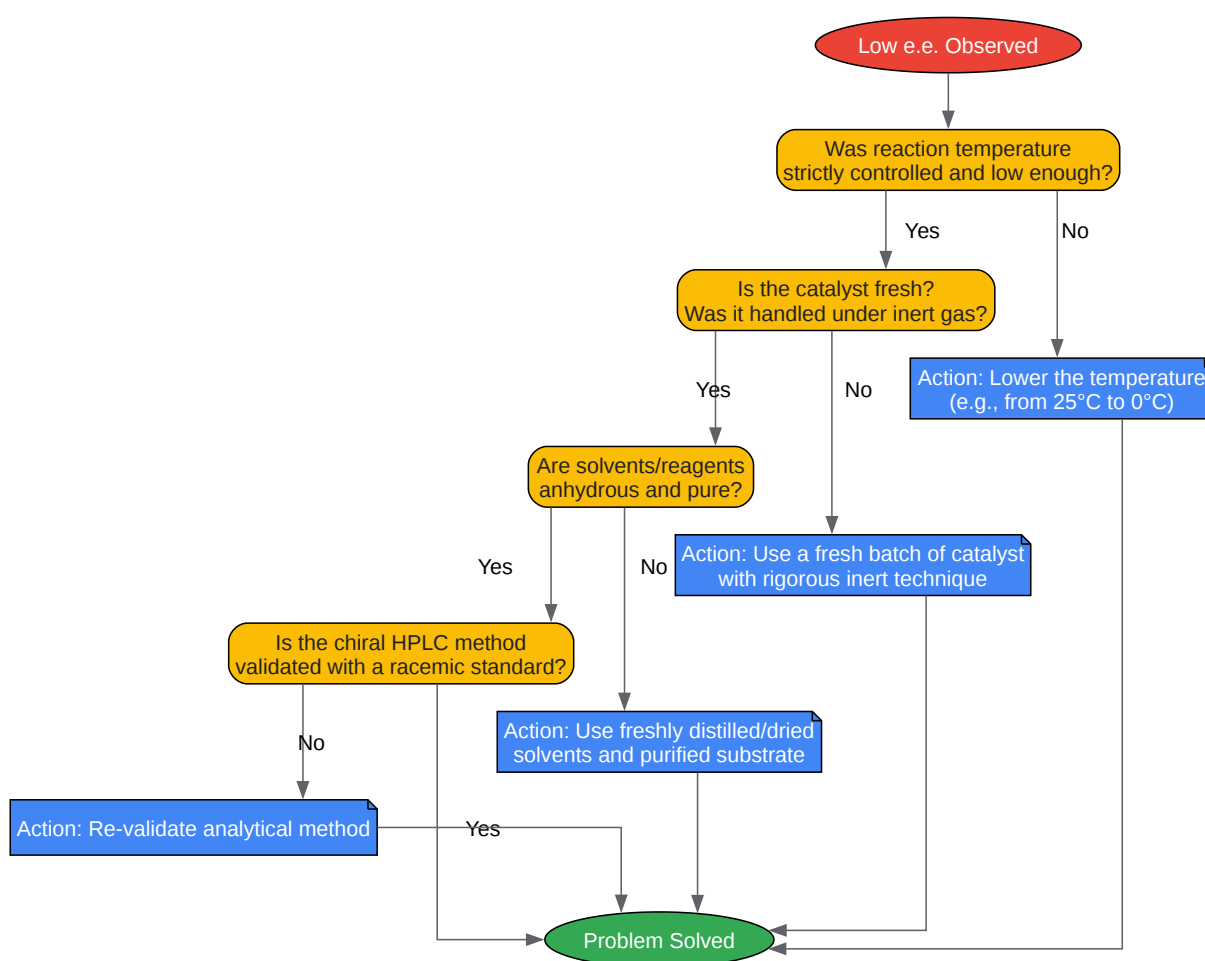 Low e.e. Observed
Was reaction temperature
strictly controlled and low enough?
Yes
No
Is the catalyst fresh?
Was it handled under inert gas?
Yes
No
Action: Lower the temperature
(e.g., from 25°C to 0°C)
Are solvents/reagents
anhydrous and pure?
Yes
No
Action: Use a fresh batch of catalyst
with rigorous inert technique
Is the chiral HPLC method
validated with a racemic standard?
No
Yes
Action: Use freshly distilled/dried
solvents and purified substrate
Action: Re-validate analytical method
Problem Solved